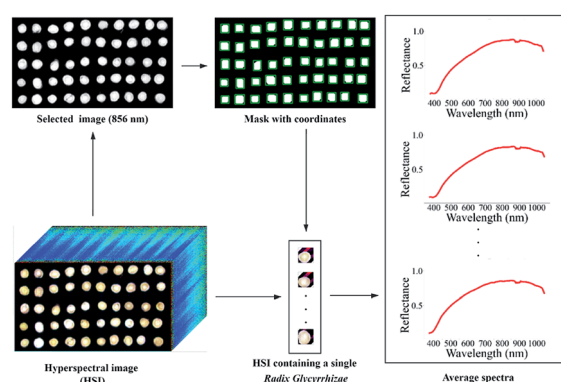 Selected image (856 nm)
Mask with coordinates
Hyperspectral image
(HSI)
HSI containing a single
Radix Glycyrrhizae
1.0
0.5
Reflectance
400 500 600 700 800 900 1000
Wavelength (nm)
1.0
0.5
Reflectance
400 500 600 700 800 900 1000
Wavelength (nm)
1.0
0.5
Reflectance
400 500 600 700 800 900 1000
Wavelength (nm)
Average spectra